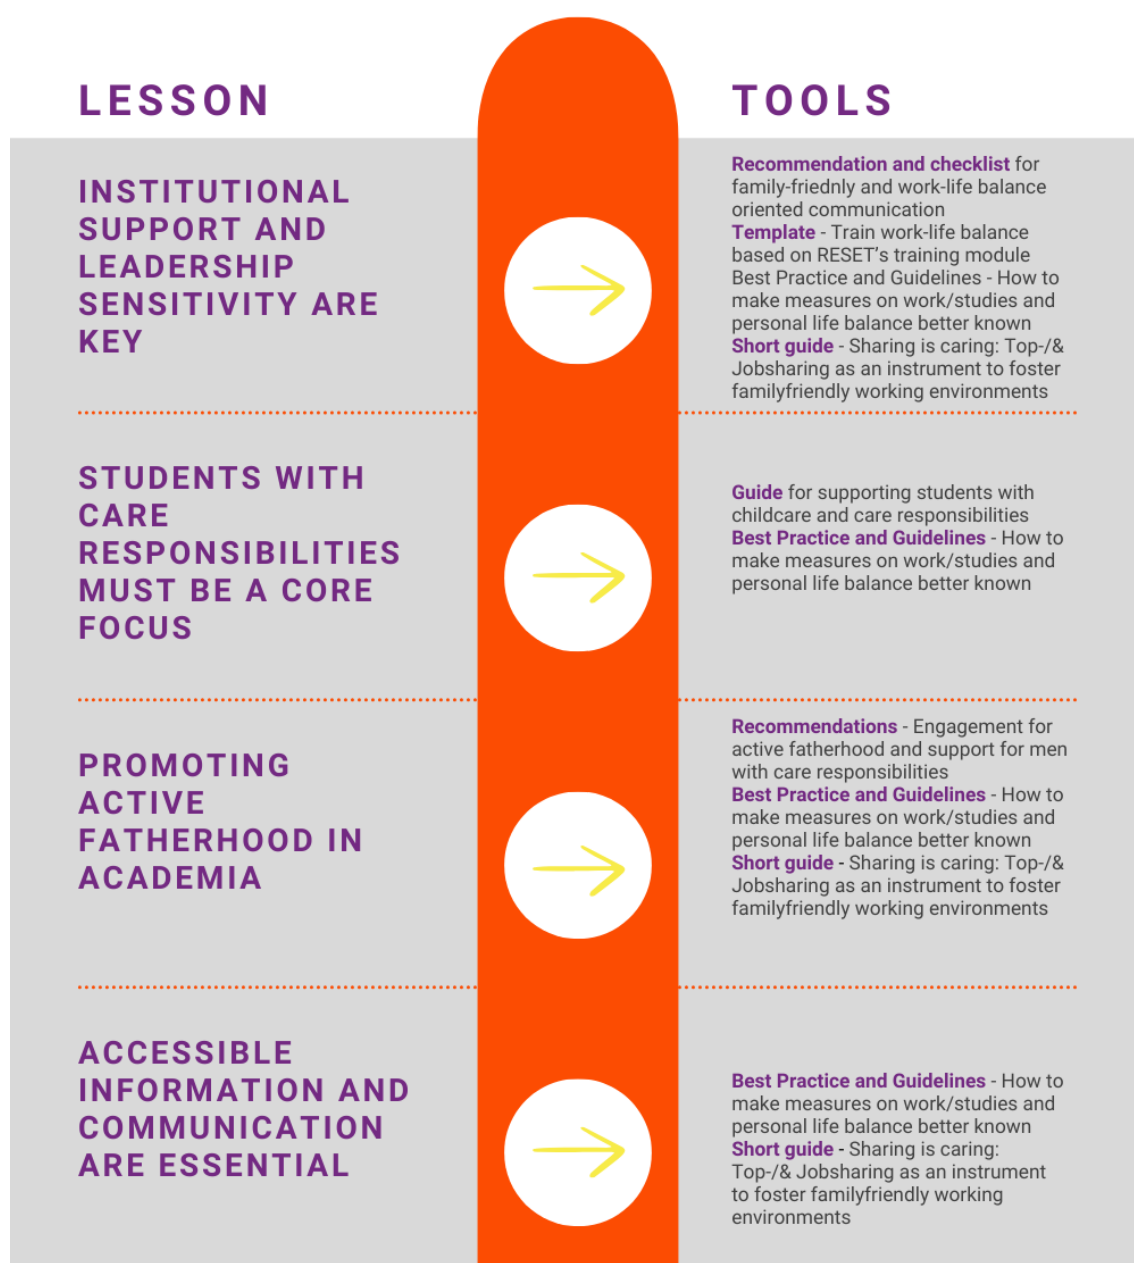 LESSON
TOOLS
INSTITUTIONAL
SUPPORT AND
LEADERSHIP
SENSITIVITY ARE
KEY
Recommendation and checklist for
family-friednly and work-life balance
oriented communication
Template - Train work-life balance
based on RESET's training module
Best Practice and Guidelines - How to
make measures on work/studies and
personal life balance better known
Short guide - Sharing is caring: Top-/&
Jobsharing as an instrument to foster
familyfriendly working environments
STUDENTS WITH
CARE
RESPONSIBILITIES
MUST BE A CORE
FOCUS
Guide for supporting students with
childcare and care responsibilities
Best Practice and Guidelines - How to
make measures on work/studies and
personal life balance better known
PROMOTING
ACTIVE
FATHERHOOD IN
ACADEMIA
Recommendations - Engagement for
active fatherhood and support for men
with care responsibilities
Best Practice and Guidelines - How to
make measures on work/studies and
personal life balance better known
Short guide - Sharing is caring: Top-/&
Jobsharing as an instrument to foster
familyfriendly working environments
ACCESSIBLE
INFORMATION AND
COMMUNICATION
ARE ESSENTIAL
Best Practice and Guidelines - How to
make measures on work/studies and
personal life balance better known
Short guide - Sharing is caring:
Top-/& Jobsharing as an instrument
to foster familyfriendly working
environments